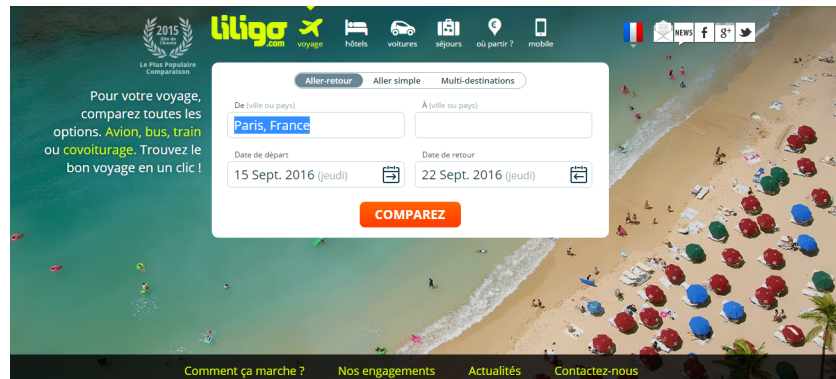 2015
Site de
l'Année
Le Plus Populaire
Comparaison
liligo
.com
voyage
hôtels
voitures
séjours
où partir ?
mobile
NEWS
f
g+
Pour votre voyage,
comparez toutes les
options. Avion, bus, train
ou covoiturage. Trouvez le
bon voyage en un clic !
Aller-retour Aller simple Multi-destinations
De (ville ou pays) À (ville ou pays)
Paris, France
Date de départ Date de retour
15 Sept. 2016 (jeudi) 22 Sept. 2016 (jeudi)
COMPAREZ
Comment ça marche ? Nos engagements Actualités Contactez-nous